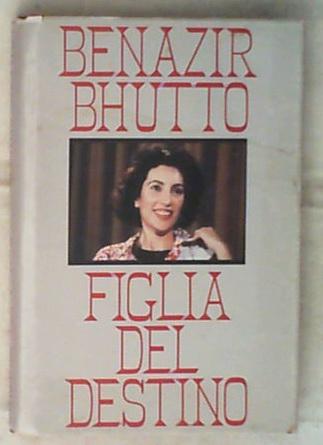 BENAZIR
BHUTTO
FIGLIA
DEL
DESTINO